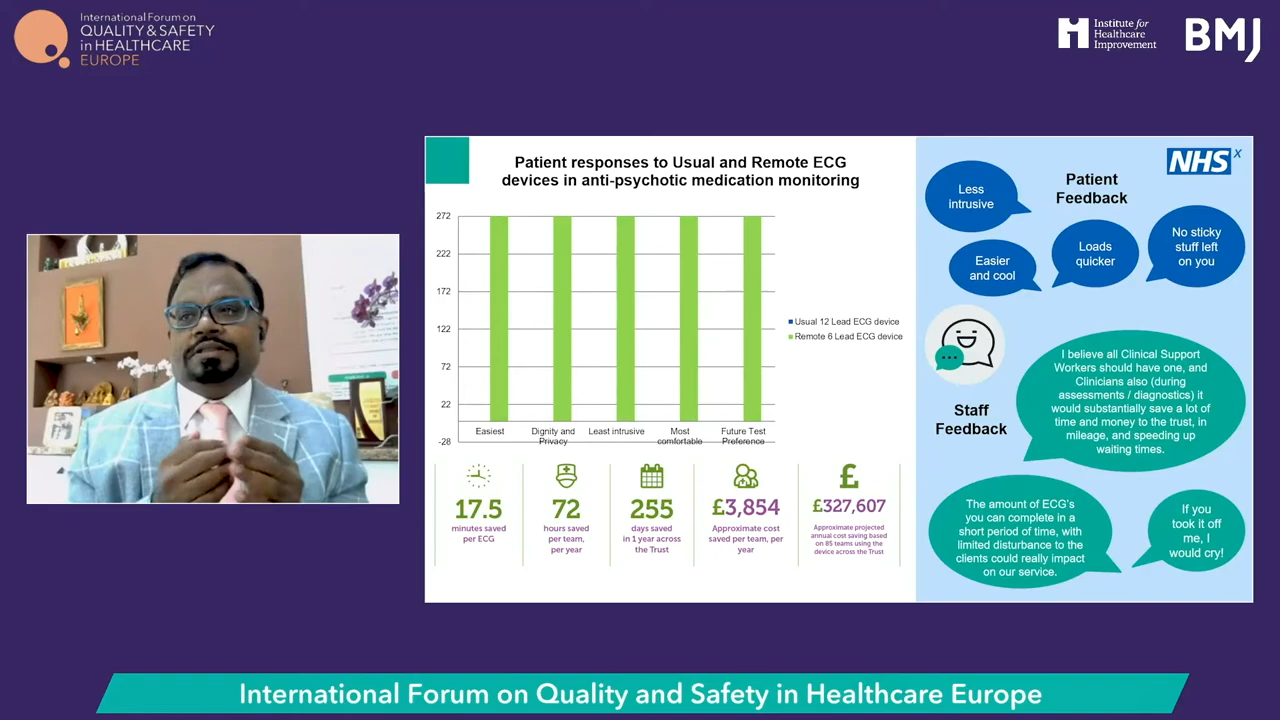 International Forum on
QUALITY & SAFETY
in HEALTHCARE
EUROPE
Institute for
Healthcare
Improvement
BMJ
Patient responses to Usual and Remote ECG
devices in anti-psychotic medication monitoring
272
222
172
122
72
22
-28
Usual 12 Lead ECG device
Remote 6 Lead ECG device
Easiest
Dignity and
Privacy
Least intrusive
Most
comfortable
Future Test
Preference
17.5
minutes saved
per ECG
72
hours saved
per team,
per year
255
days saved
in 1 year across
the Trust
£3,854
Approximate cost
saved per team, per
year
£
£327,607
Approximate projected
annual cost saving based
on 85 teams using the
device across the Trust
NHS x
Patient
Feedback
Less
intrusive
Easier
and cool
Loads
quicker
No sticky
stuff left
on you
Staff
Feedback
I believe all Clinical Support
Workers should have one, and
Clinicians also (during
assessments / diagnostics) it
would substantially save a lot of
time and money to the trust, in
mileage, and speeding up
waiting times.
The amount of ECG's
you can complete in a
short period of time, with
limited disturbance to the
clients could really impact
on our service.
If you
took it off
me, I
would cry!
International Forum on Quality and Safety in Healthcare Europe